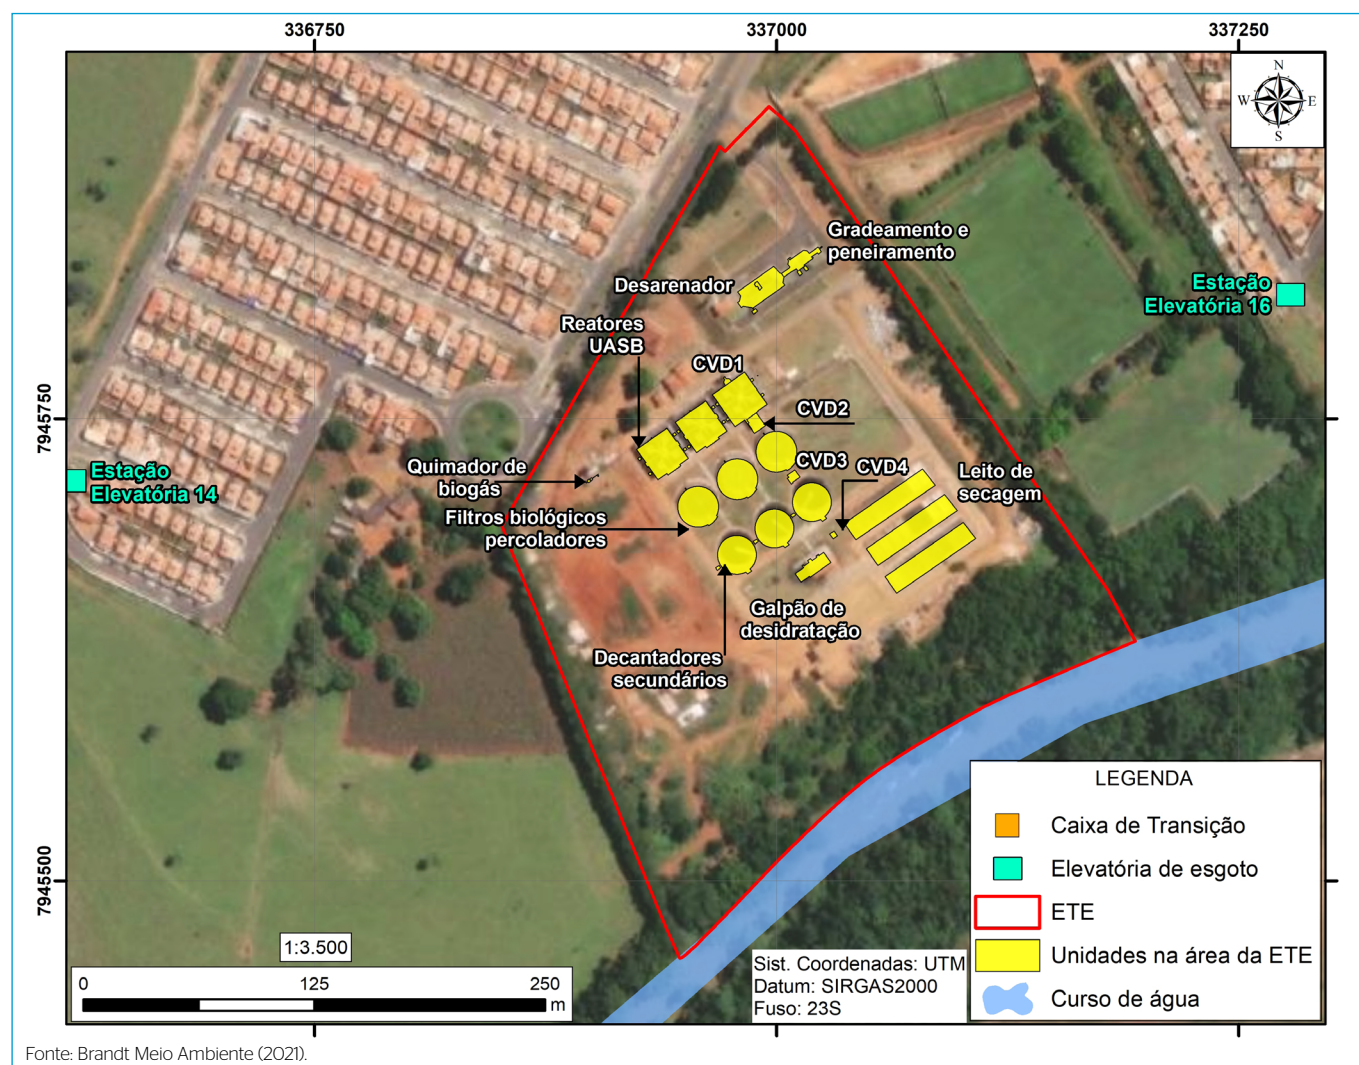 336750
337000
337250
N
W
E
S
Gradeamento e
peneiramento
Desarenador
Estação
Elevatória 16
Reatores
UASB
CVD1
CVD2
7945750
CVD3
CVD4
Leito de
secagem
Estação
Elevatória 14
Quimador de
biogás
Filtros biológicos
percoladores
Galpão de
desidratação
Decantadores
secundários
7945500
LEGENDA
Caixa de Transição
Elevatória de esgoto
ETE
Unidades na área da ETE
Curso de água
1:3.500
0
125
250
m
Sist. Coordenadas: UTM
Datum: SIRGAS2000
Fuso: 23S
Fonte: Brandt Meio Ambiente (2021).